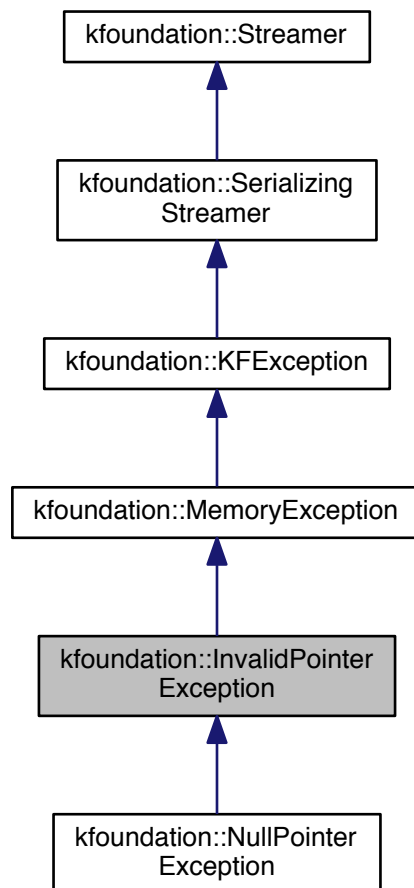 kfoundation::Streamer
kfoundation::Serializing
Streamer
kfoundation::KFException
kfoundation::MemoryException
kfoundation::InvalidPointer
Exception
kfoundation::NullPointer
Exception